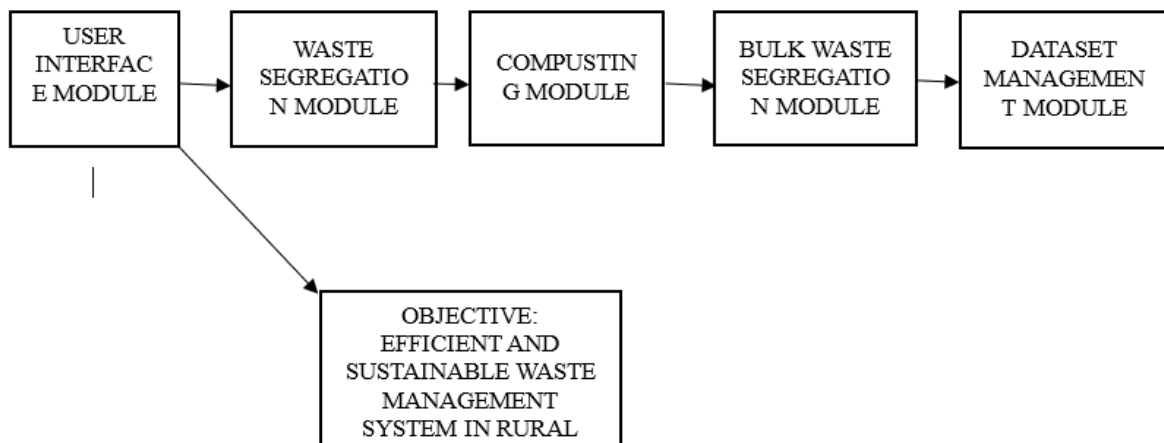 USER
INTERFAC
E MODULE
WASTE
SEGREGATIO
N MODULE
COMPUSTIN
G MODULE
BULK WASTE
SEGREGATIO
N MODULE
DATASET
MANAGEMEN
T MODULE
OBJECTIVE:
EFFICIENT AND
SUSTAINABLE WASTE
MANAGEMENT
SYSTEM IN RURAL